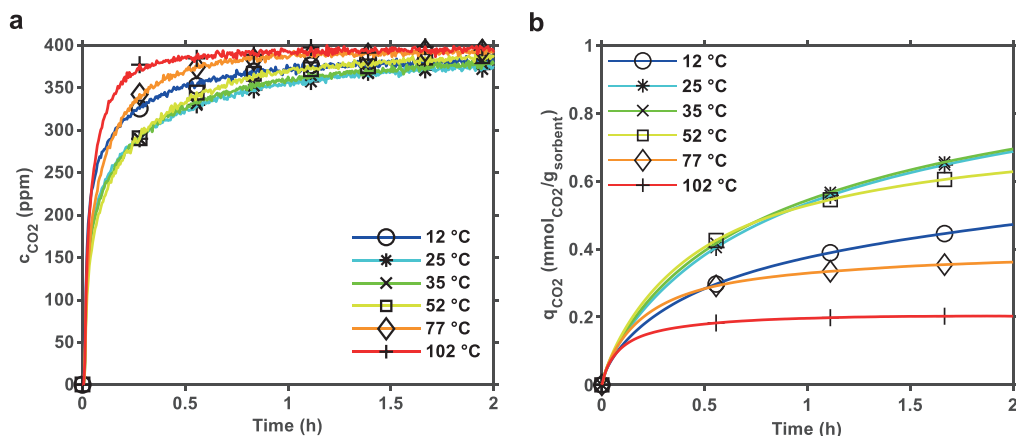 a
400
350
300
250
200
150
100
50
0
c_CO2 (ppm)
0
0.5
1
1.5
2
Time (h)
12 °C
25 °C
35 °C
52 °C
77 °C
102 °C
b
1
0.8
0.6
0.4
0.2
0
q_CO2 (mmol_CO2/g_sorbent)
0
0.5
1
1.5
2
Time (h)
12 °C
25 °C
35 °C
52 °C
77 °C
102 °C